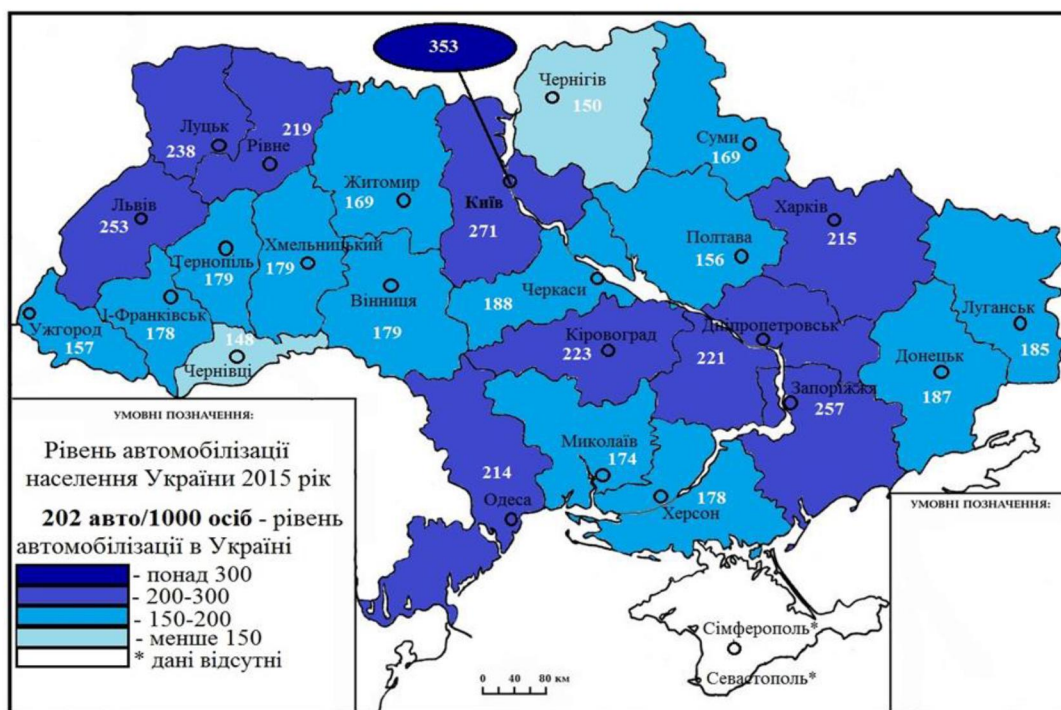 353
Чернігів
150
Луцьк
238
219
Рівне
Суми
169
Житомир
169
Київ
271
Львів
253
Харків
215
Тернопіль
179
Хмельницький
179
Полтава
156
Вінниця
179
Черкаси
188
І-Франківськ
178
Ужгород
157
Луганськ
185
148
Чернівці
Кіровоград
223
Дніпропетровськ
221
Донецьк
187
Запоріжжя
257
Миколаїв
174
214
Одеса
178
Херсон
Сімферополь*
Севастополь*
УМОВНІ ПОЗНАЧЕННЯ:
Рівень автомобілізації
населення України 2015 рік
202 авто/1000 осіб - рівень
автомобілізації в Україні
- понад 300
- 200-300
- 150-200
- менше 150
* дані відсутні
0 40 80 км
УМОВНІ ПОЗНАЧЕННЯ: